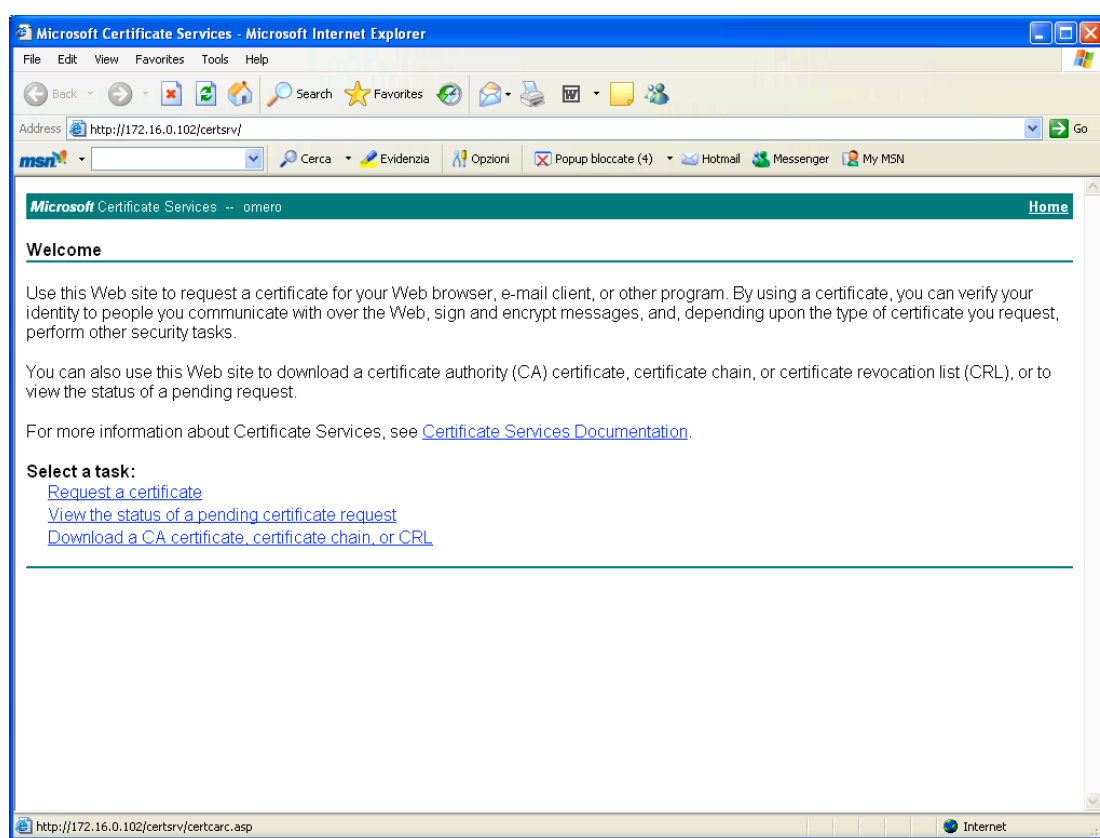 Microsoft Certificate Services - Microsoft Internet Explorer
File Edit View Favorites Tools Help
Back Search Favorites
Address http://172.16.0.102/certsrv/ Go
msn Cerca Evidenzia Opzioni Popup bloccate (4) Hotmail Messenger My MSN
Microsoft Certificate Services -- omero Home
Welcome
Use this Web site to request a certificate for your Web browser, e-mail client, or other program. By using a certificate, you can verify your
identity to people you communicate with over the Web, sign and encrypt messages, and, depending upon the type of certificate you request,
perform other security tasks.
You can also use this Web site to download a certificate authority (CA) certificate, certificate chain, or certificate revocation list (CRL), or to
view the status of a pending request.
For more information about Certificate Services, see Certificate Services Documentation.
Select a task:
Request a certificate
View the status of a pending certificate request
Download a CA certificate, certificate chain, or CRL
http://172.16.0.102/certsrv/certcarc.asp Internet